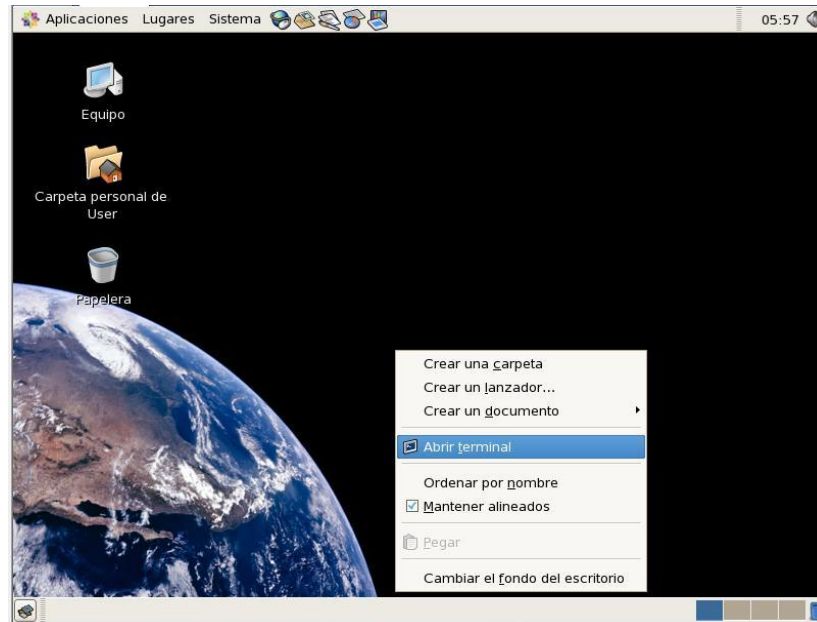 Aplicaciones Lugares Sistema 05:57
Equipo
Carpeta personal de
User
Papelera
Crear una carpeta
Crear un lanzador...
Crear un documento
Abrir terminal
Ordenar por nombre
Mantener alineados
Pegar
Cambiar el fondo del escritorio